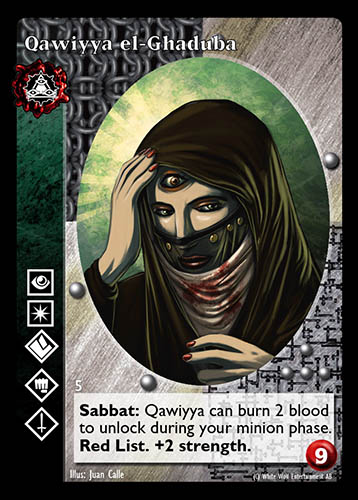 Qawiyya el-Ghaduba
5
Sabbat: Qawiyya can burn 2 blood
to unlock during your minion phase.
Red List. +2 strength.
9
Illus: Juan Calle
(C) White Wolf Entertainment AB